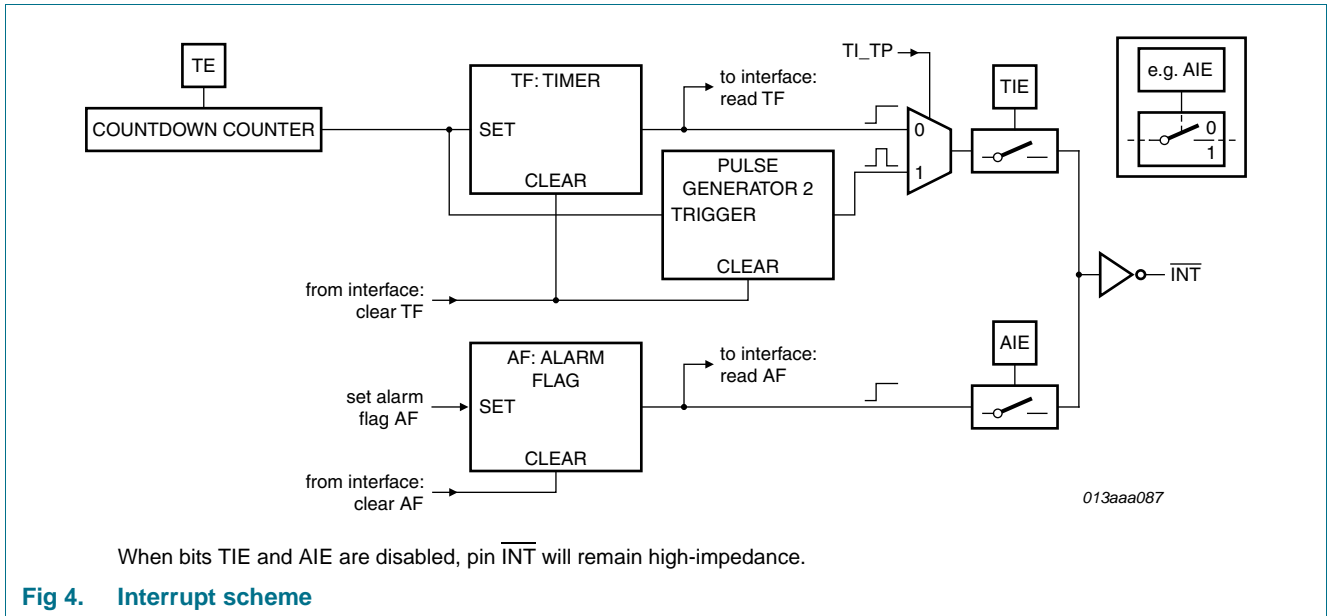 TE
COUNTDOWN COUNTER
TF: TIMER
SET
CLEAR
to interface:
read TF
PULSE
GENERATOR 2
TRIGGER
CLEAR
from interface:
clear TF
TI_TP
0
1
TIE
e.g. AIE
0
1
INT
AF: ALARM
FLAG
set alarm
flag AF
SET
CLEAR
to interface:
read AF
from interface:
clear AF
AIE
013aaa087
When bits TIE and AIE are disabled, pin INT will remain high-impedance.
Fig 4. Interrupt scheme